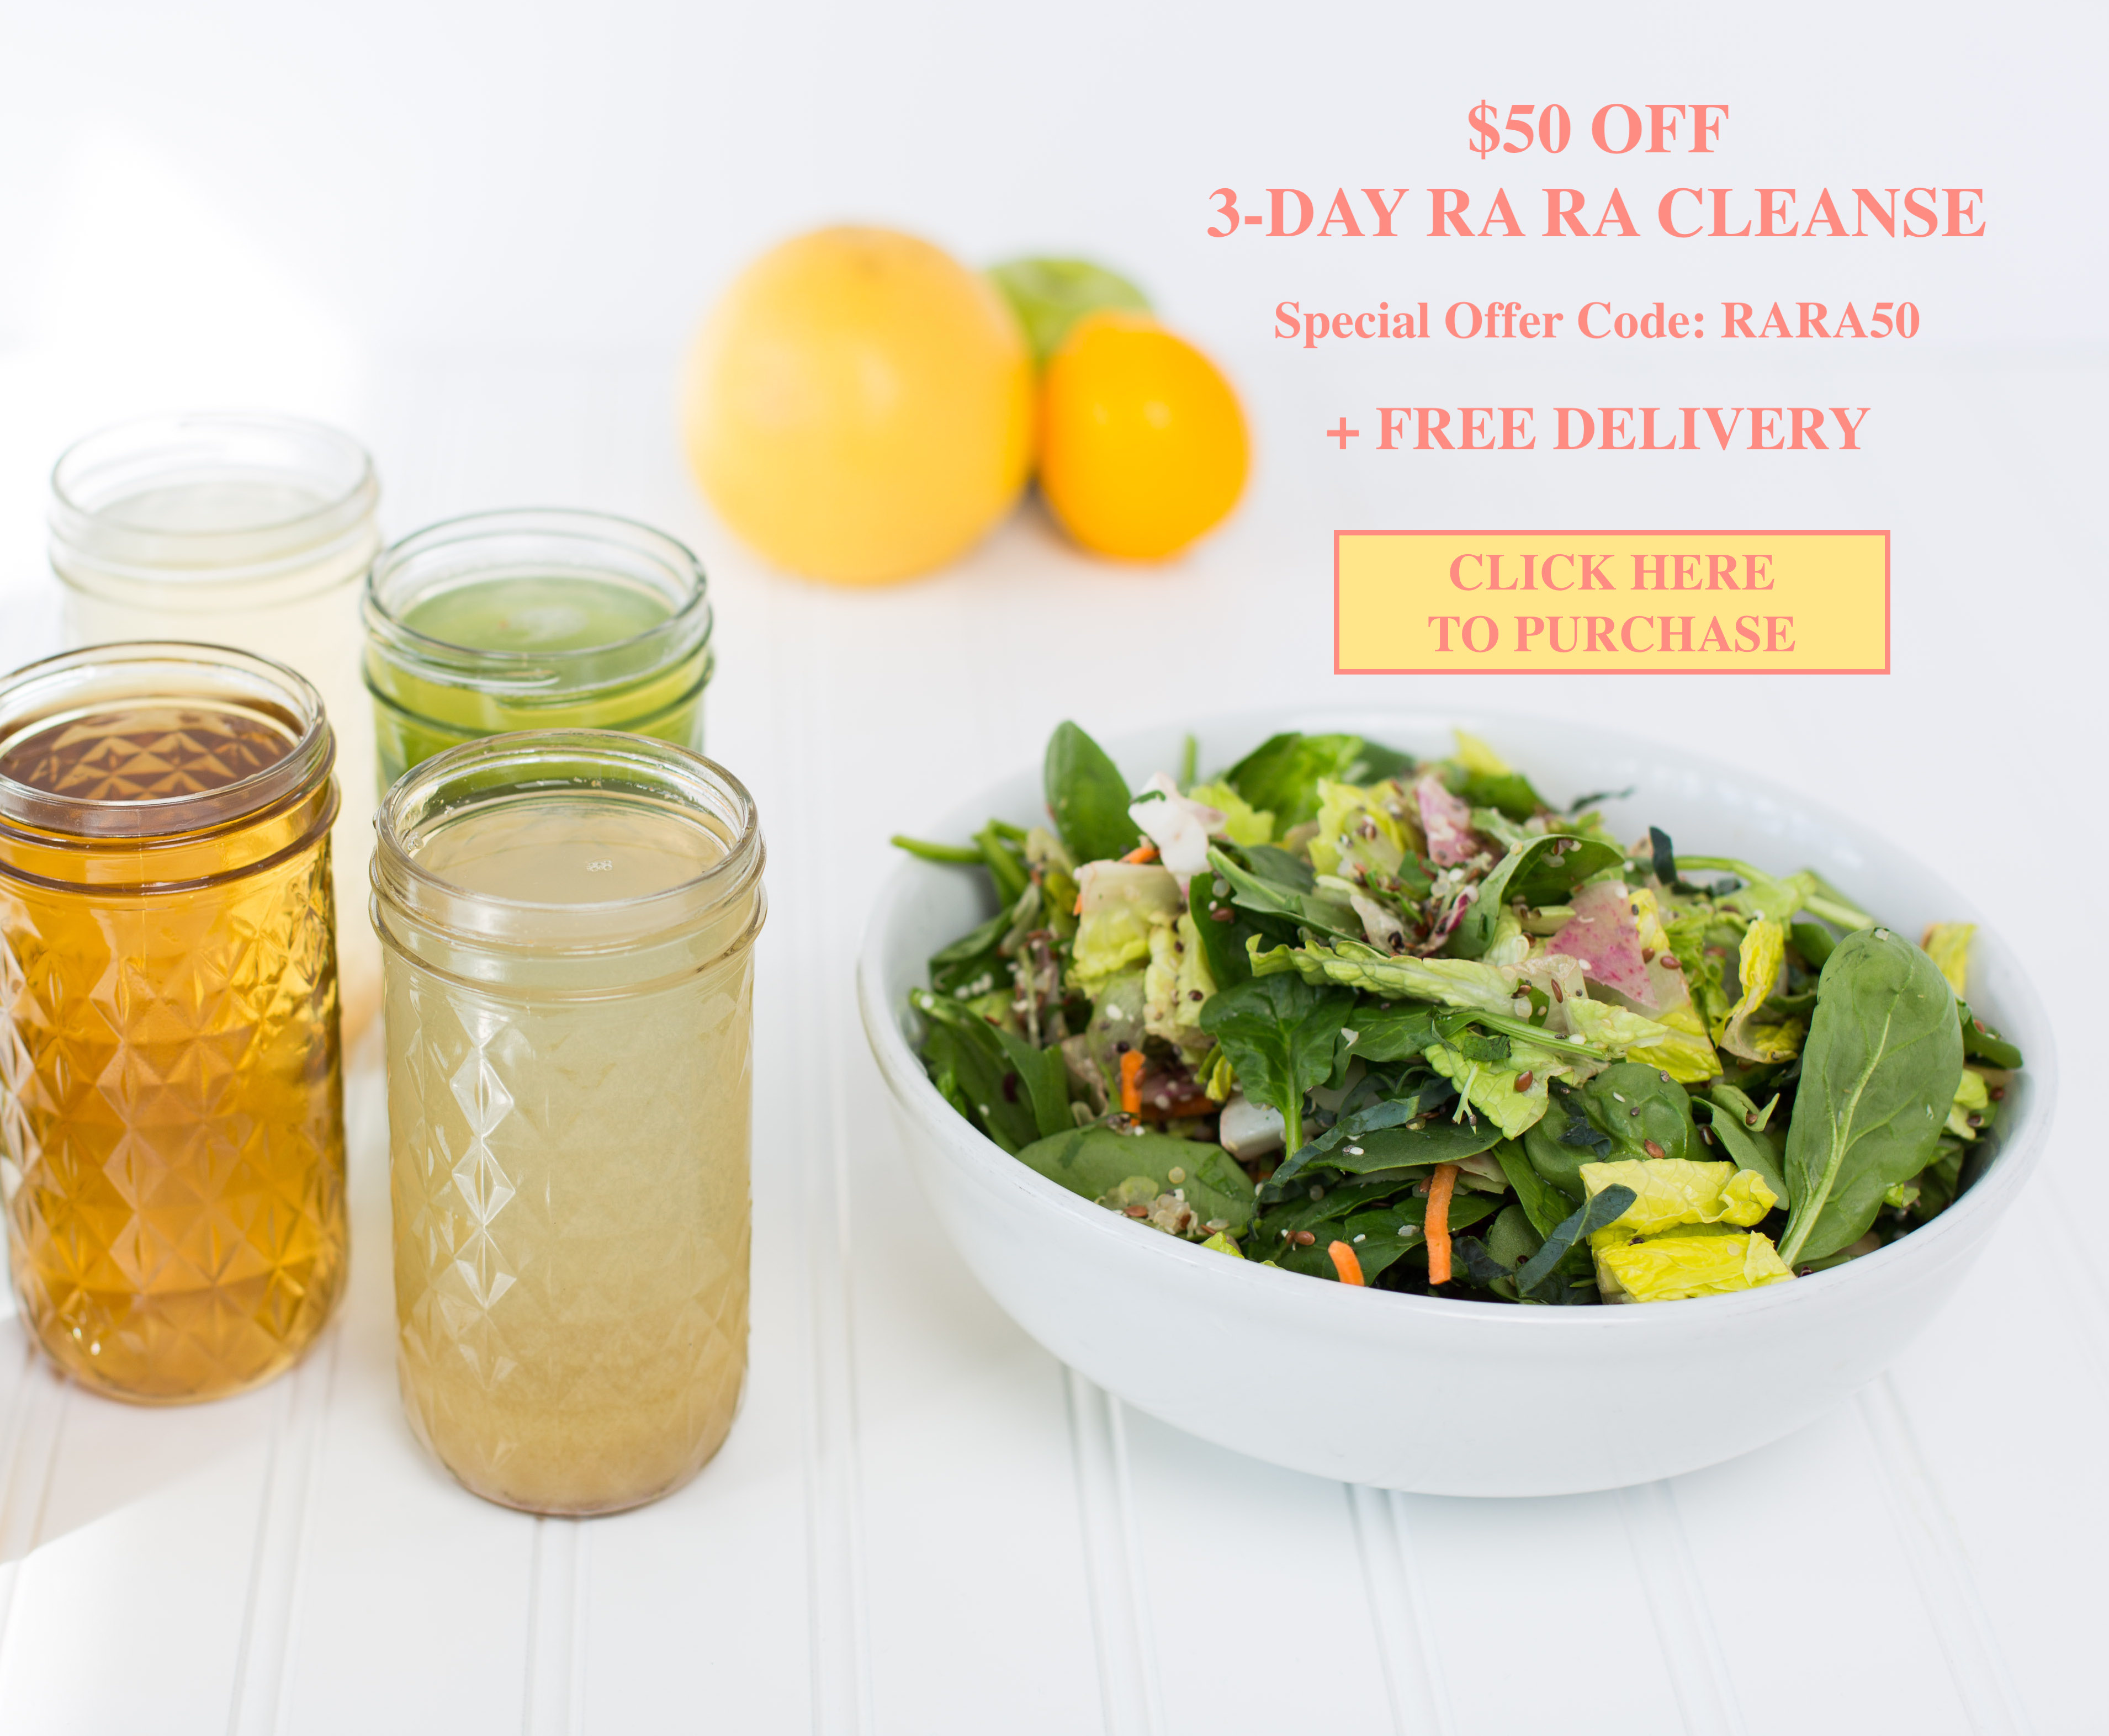 $50 OFF
3-DAY RA RA CLEANSE
Special Offer Code: RARA50
+ FREE DELIVERY
CLICK HERE
TO PURCHASE